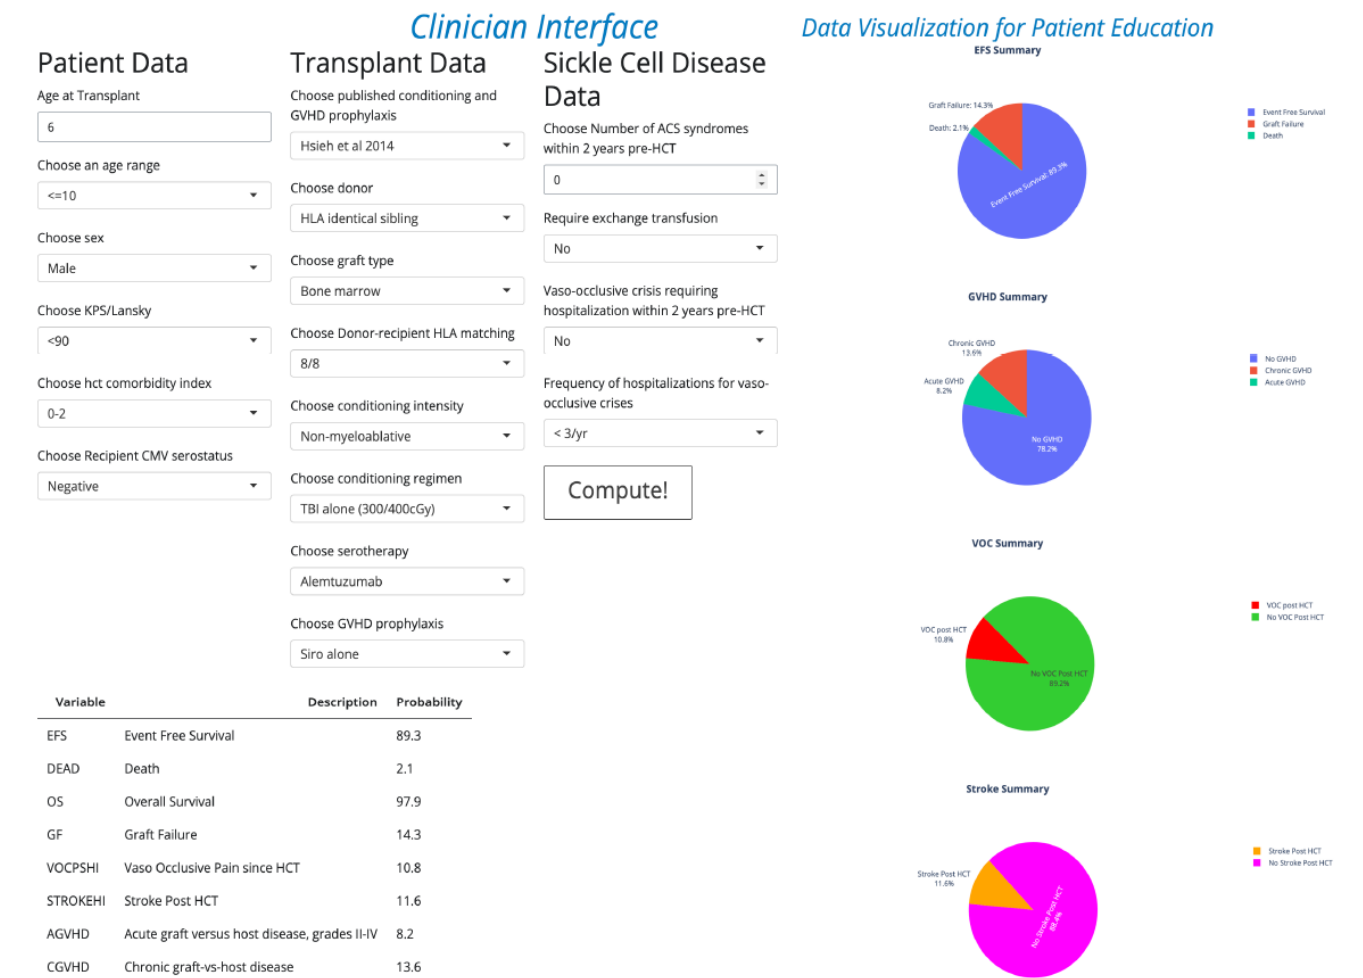 Clinician Interface
Patient Data
Age at Transplant
6
Choose an age range
<=10
Choose sex
Male
Choose KPS/Lansky
<90
Choose hct comorbidity index
0-2
Choose Recipient CMV serostatus
Negative
Transplant Data
Choose published conditioning and
GVHD prophylaxis
Hsieh et al 2014
Choose donor
HLA identical sibling
Choose graft type
Bone marrow
Choose Donor-recipient HLA matching
8/8
Choose conditioning intensity
Non-myeloablative
Choose conditioning regimen
TBI alone (300/400cGy)
Choose serotherapy
Alemtuzumab
Choose GVHD prophylaxis
Siro alone
Sickle Cell Disease
Data
Choose Number of ACS syndromes
within 2 years pre-HCT
0
Require exchange transfusion
No
Vaso-occlusive crisis requiring
hospitalization within 2 years pre-HCT
No
Frequency of hospitalizations for vaso-
occlusive crises
< 3/yr
Compute!
Variable Description Probability
EFS Event Free Survival 89.3
DEAD Death 2.1
OS Overall Survival 97.9
GF Graft Failure 14.3
VOCPSHI Vaso Occlusive Pain since HCT 10.8
STROKEHI Stroke Post HCT 11.6
AGVHD Acute graft versus host disease, grades II-IV 8.2
CGVHD Chronic graft-vs-host disease 13.6
Data Visualization for Patient Education
EFS Summary
Graft Failure: 14.3%
Death: 2.1%
Event Free Survival: 89.3%
Event Free Survival
Graft Failure
Death
GVHD Summary
Chronic GVHD
13.6%
Acute GVHD
8.2%
No GVHD
78.2%
No GVHD
Chronic GVHD
Acute GVHD
VOC Summary
VOC post HCT
10.8%
No VOC Post HCT
89.2%
VOC post HCT
No VOC Post HCT
Stroke Summary
Stroke Post HCT
11.6%
No Stroke Post HCT
88.4%
Stroke Post HCT
No Stroke Post HCT